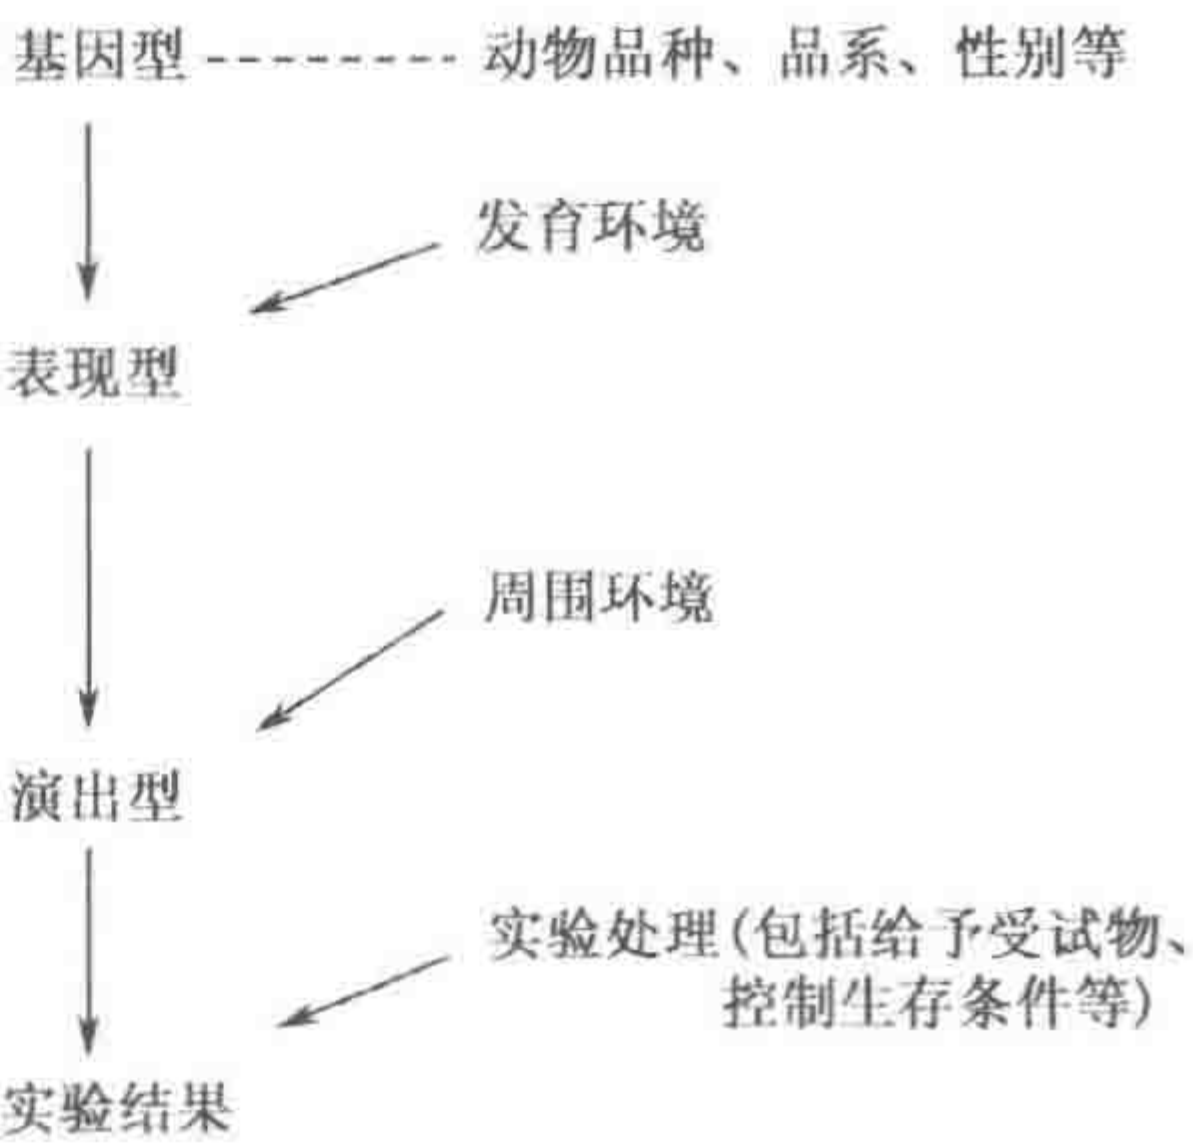 基因型 动物品种、品系、性别等
发育环境
表现型
周围环境
演出型
实验处理(包括给予受试物、
控制生存条件等)
实验结果